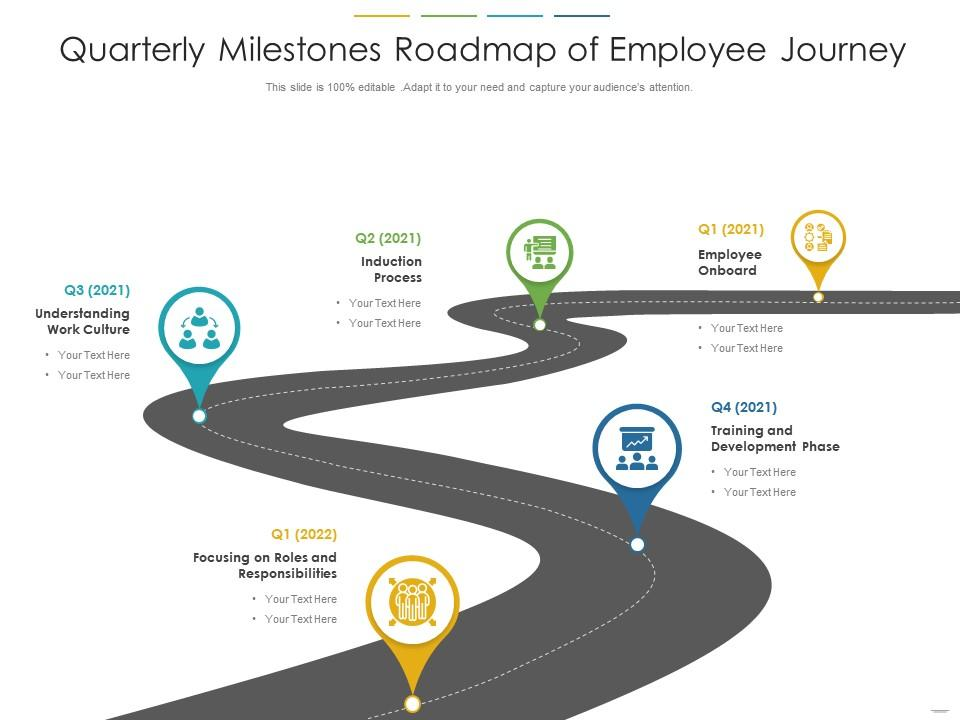 Quarterly Milestones Roadmap of Employee Journey
This slide is 100% editable .Adapt it to your need and capture your audience's attention.
Q1 (2021)
Employee
Onboard
• Your Text Here
• Your Text Here
Q2 (2021)
Induction
Process
• Your Text Here
• Your Text Here
Q3 (2021)
Understanding
Work Culture
• Your Text Here
• Your Text Here
Q4 (2021)
Training and
Development Phase
• Your Text Here
• Your Text Here
Q1 (2022)
Focusing on Roles and
Responsibilities
• Your Text Here
• Your Text Here